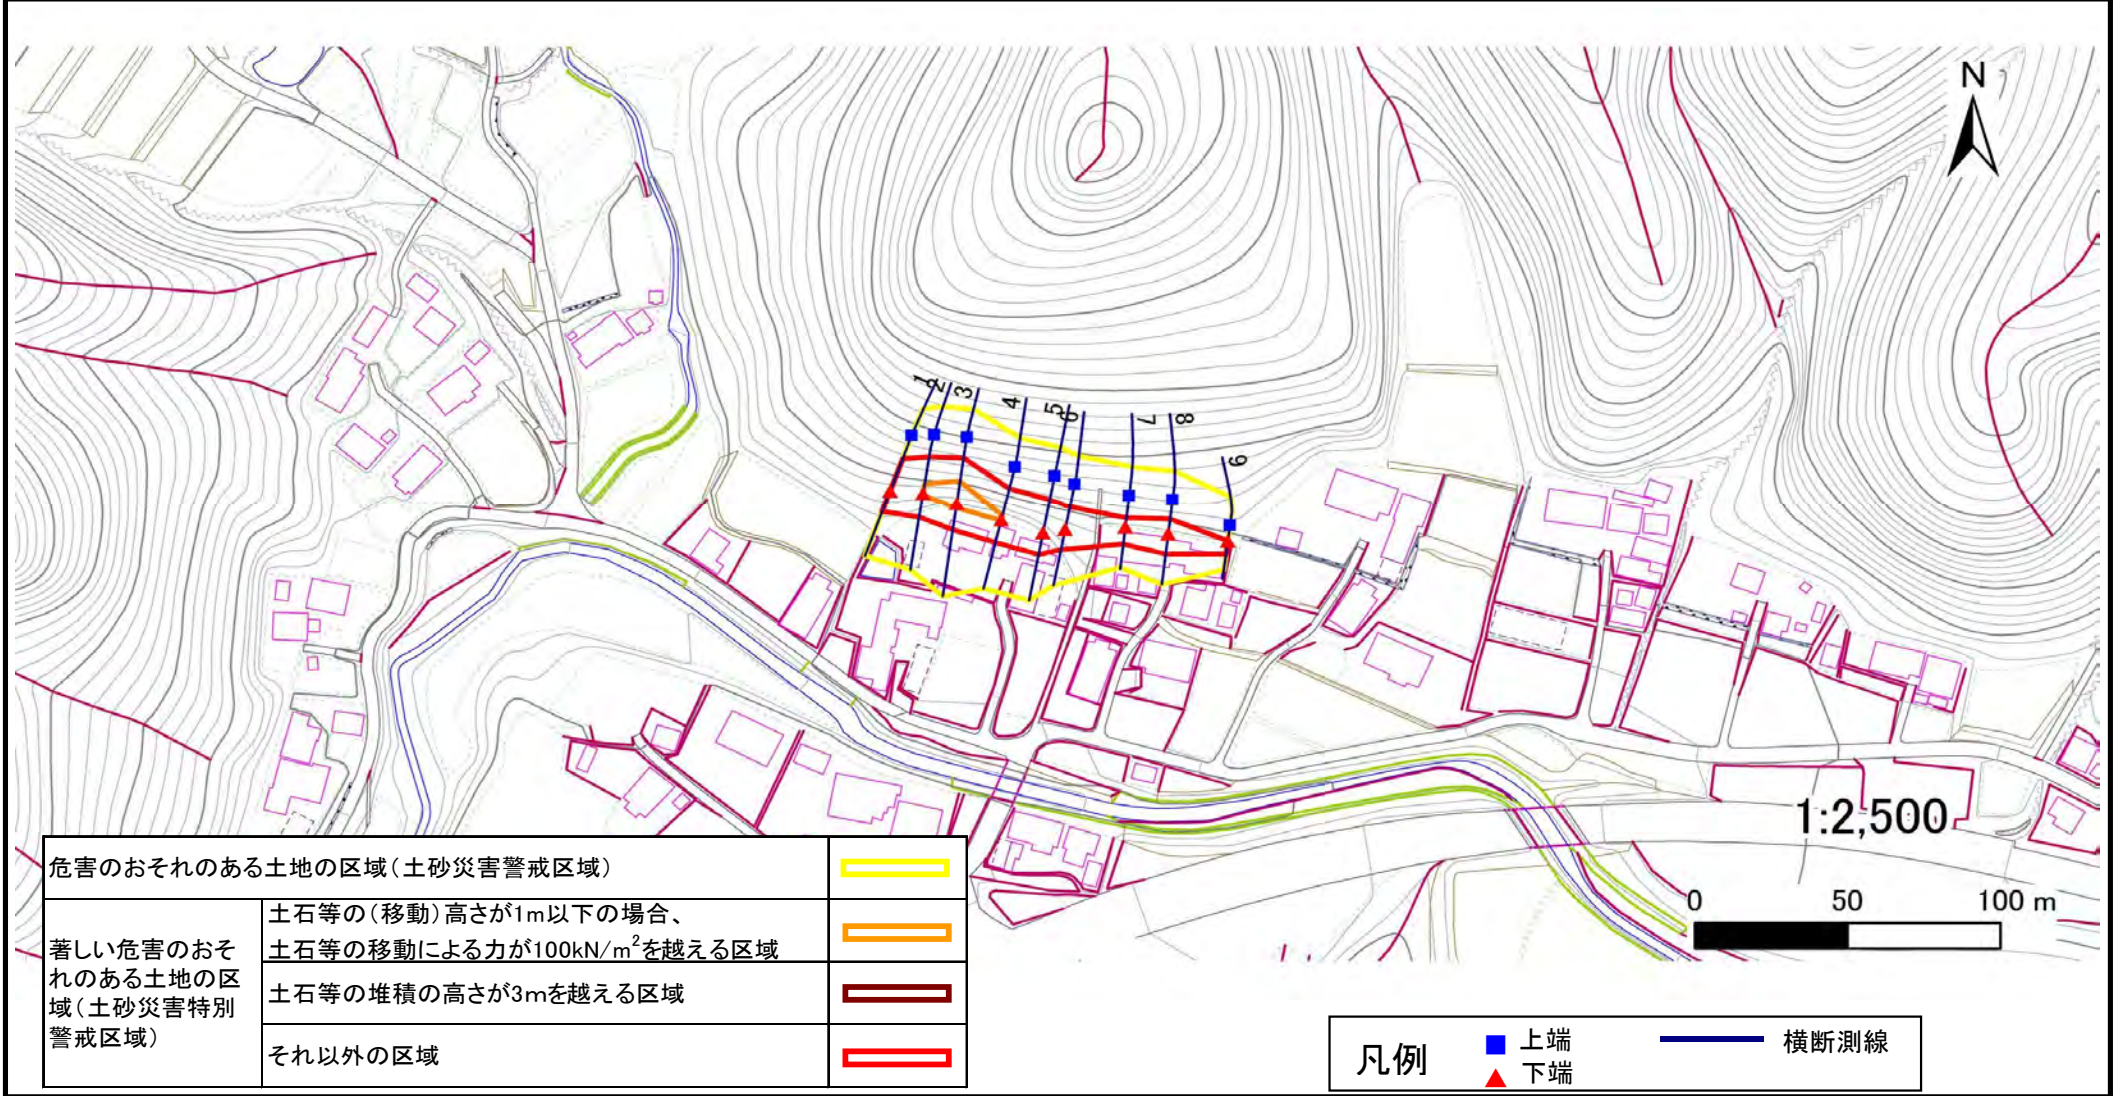 N
1
2
3
4
5
6
7
8
9
1:2,500
0 50 100 m
危害のおそれのある土地の区域(土砂災害警戒区域)
著しい危害のおそ
れのある土地の区
域(土砂災害特別
警戒区域)
土石等の(移動)高さが1m以下の場合、
土石等の移動による力が100kN/m²を越える区域
土石等の堆積の高さが3mを越える区域
それ以外の区域
凡例
上端
下端
横断測線